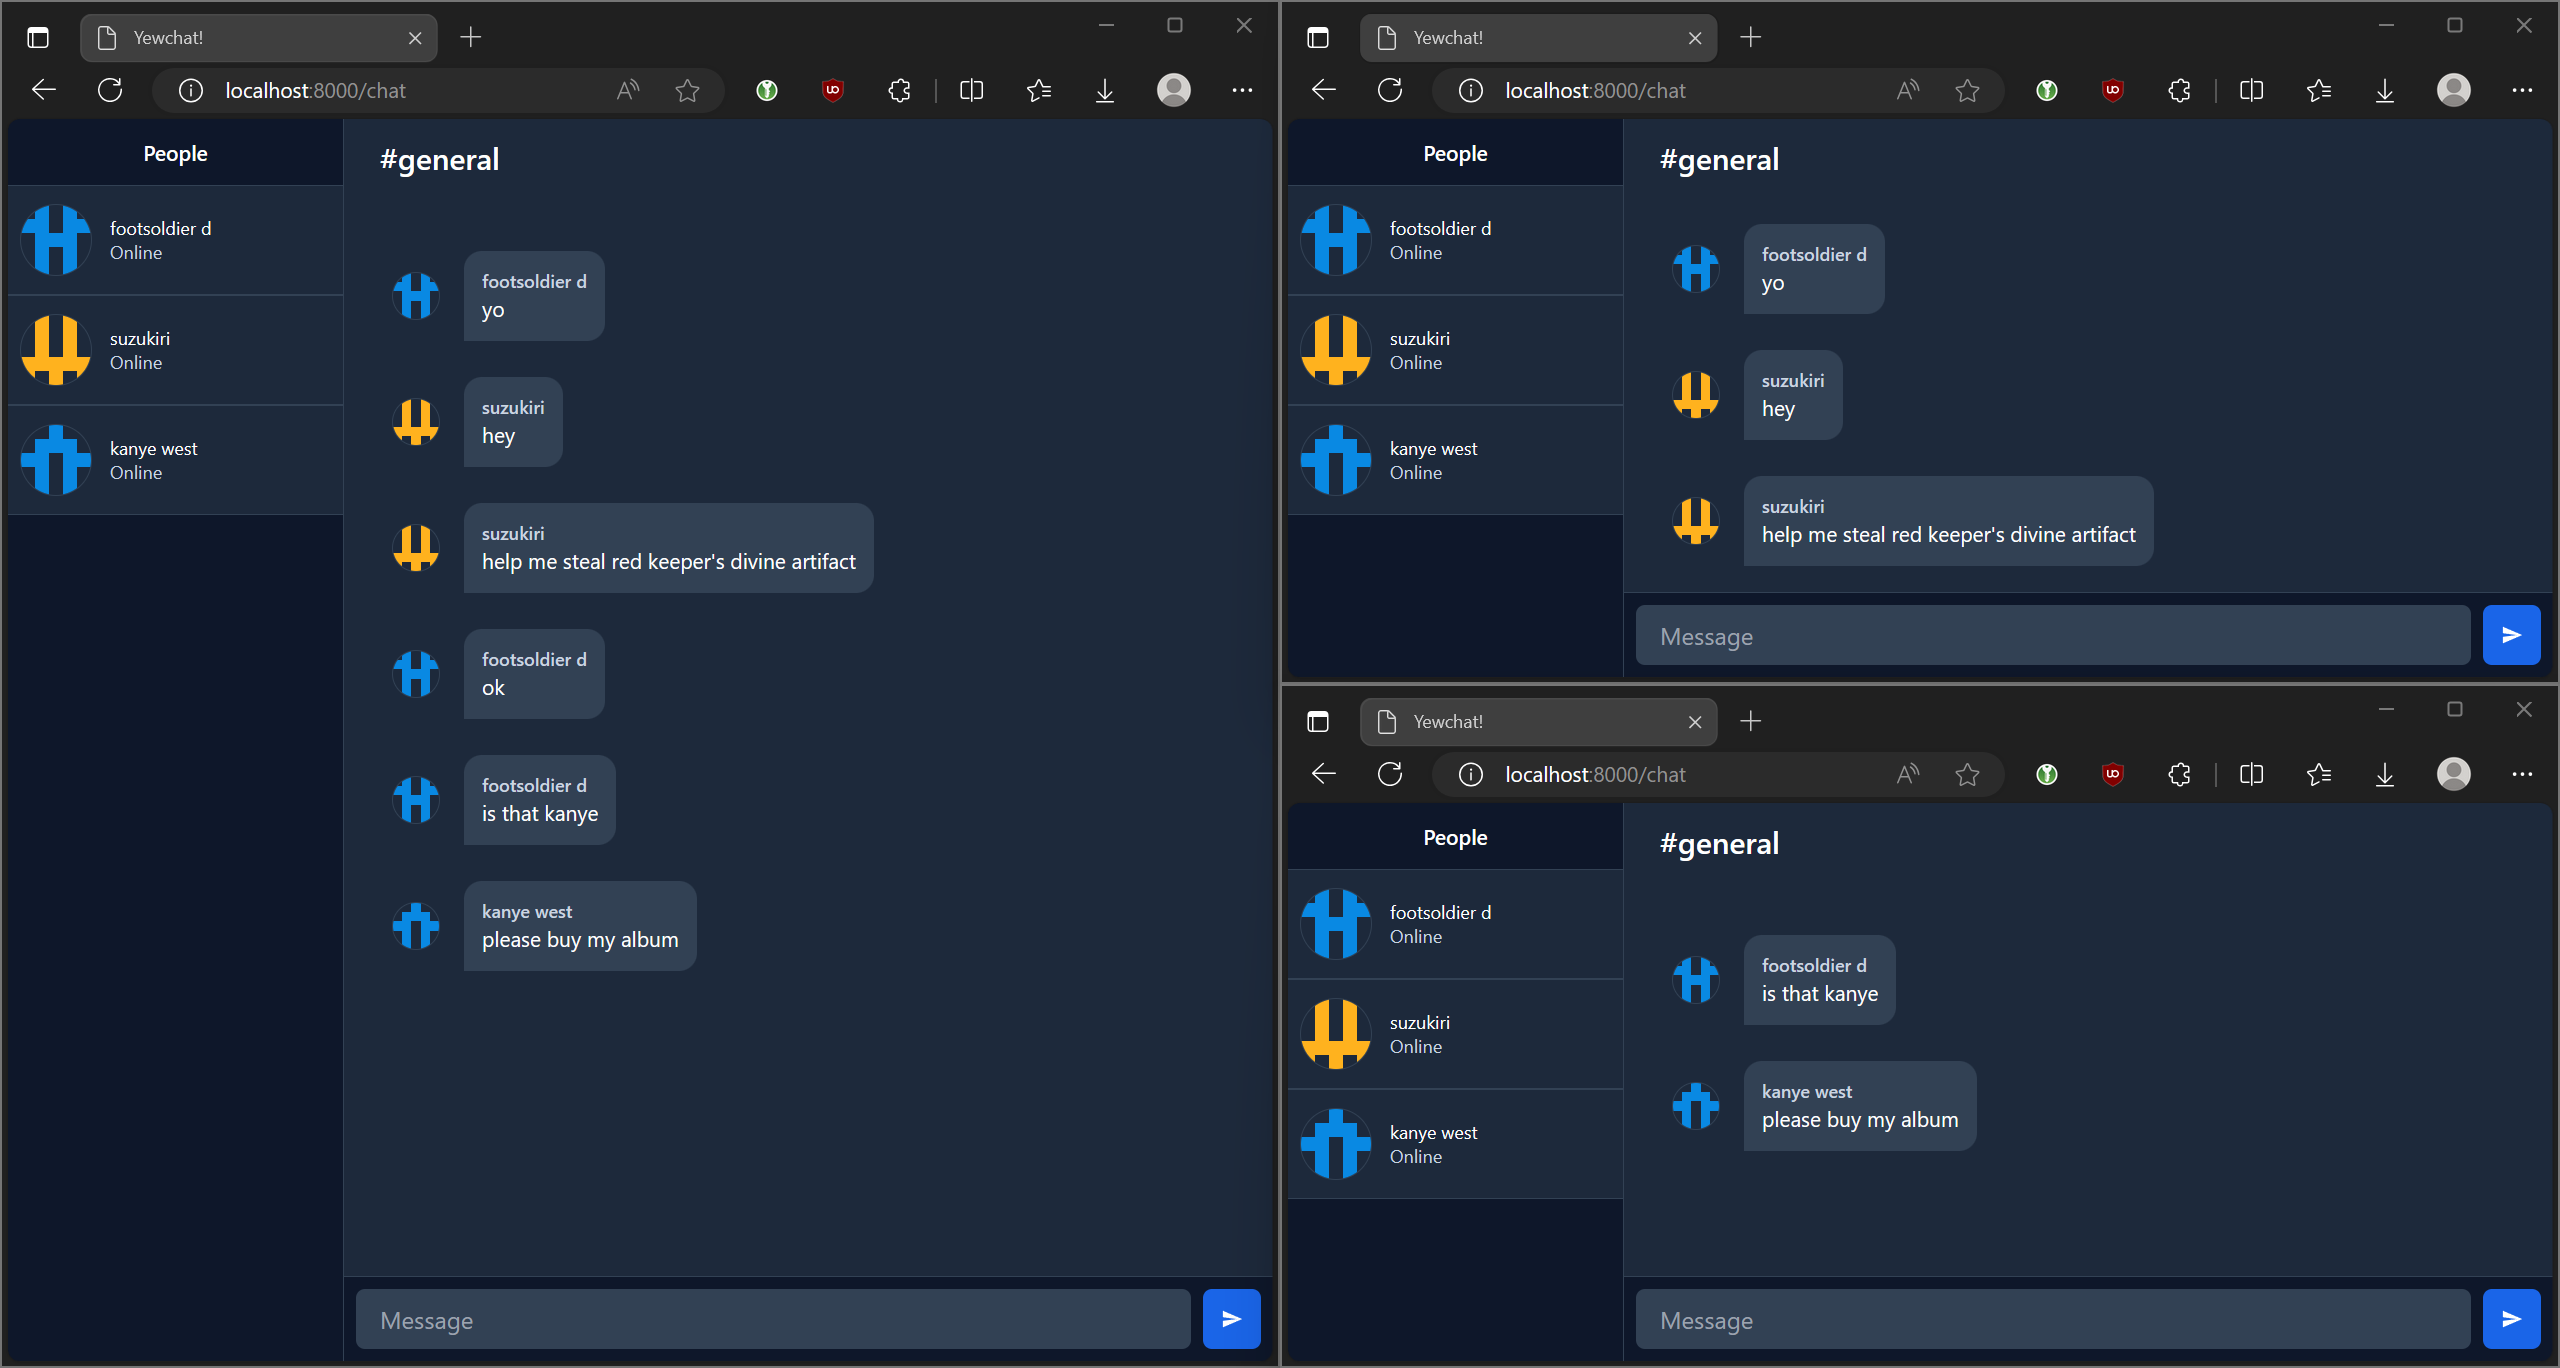 Yewchat!
localhost:8000/chat
People
footsoldier d
Online
suzukiri
Online
kanye west
Online
#general
footsoldier d
yo
suzukiri
hey
suzukiri
help me steal red keeper's divine artifact
footsoldier d
ok
footsoldier d
is that kanye
kanye west
please buy my album
Message
Yewchat!
localhost:8000/chat
People
footsoldier d
Online
suzukiri
Online
kanye west
Online
#general
footsoldier d
yo
suzukiri
hey
suzukiri
help me steal red keeper's divine artifact
Message
Yewchat!
localhost:8000/chat
People
footsoldier d
Online
suzukiri
Online
kanye west
Online
#general
footsoldier d
is that kanye
kanye west
please buy my album
Message